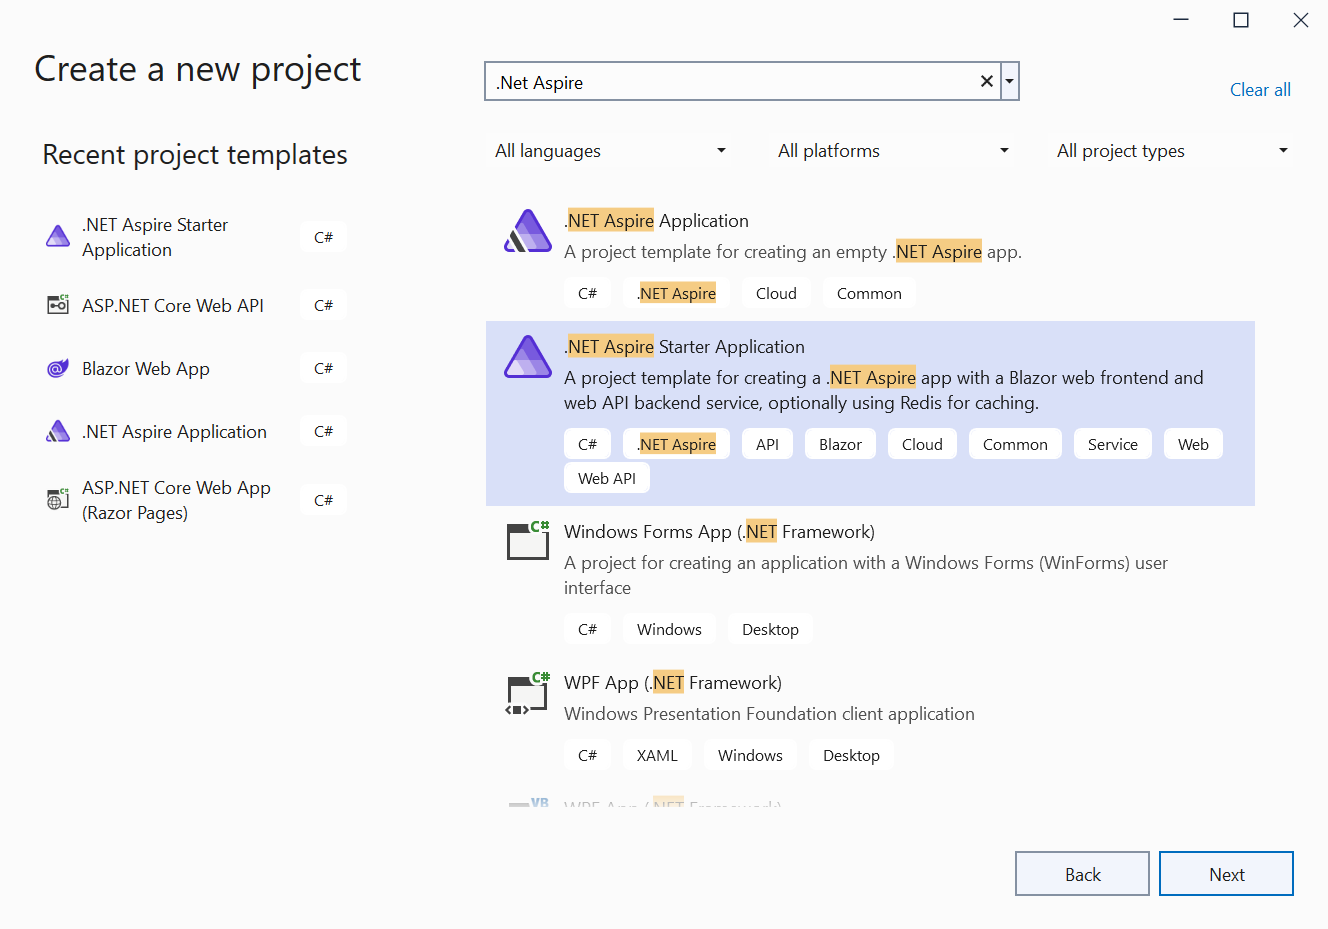 Create a new project
.Net Aspire
Clear all
Recent project templates
All languages
All platforms
All project types
.NET Aspire Starter
Application
C#
ASP.NET Core Web API
C#
Blazor Web App
C#
.NET Aspire Application
C#
ASP.NET Core Web App
(Razor Pages)
C#
.NET Aspire Application
A project template for creating an empty .NET Aspire app.
C# .NET Aspire Cloud Common
.NET Aspire Starter Application
A project template for creating a .NET Aspire app with a Blazor web frontend and
web API backend service, optionally using Redis for caching.
C# .NET Aspire API Blazor Cloud Common Service Web
Web API
C#
Windows Forms App (.NET Framework)
A project for creating an application with a Windows Forms (WinForms) user
interface
C# Windows Desktop
C#
WPF App (.NET Framework)
Windows Presentation Foundation client application
C# XAML Windows Desktop
VB
WPF App (.NET Framework)
Back
Next